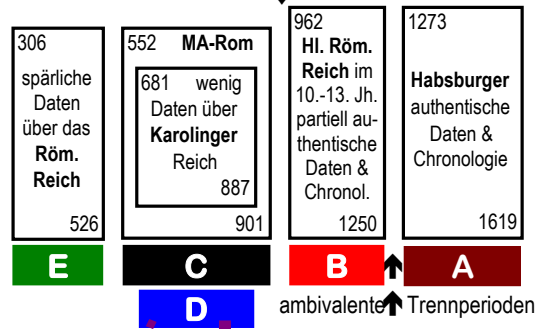 306
spärliche
Daten
über das
Röm.
Reich
526
552 MA-Rom
681 wenig
Daten über
Karolinger
Reich
887
901
962
Hl. Röm.
Reich im
10.-13. Jh.
partiell au-
thentische
Daten &
Chronol.
1250
1273
Habsburger
authentische
Daten &
Chronologie
1619
E
C
B
A
D
ambivalente Trennperioden